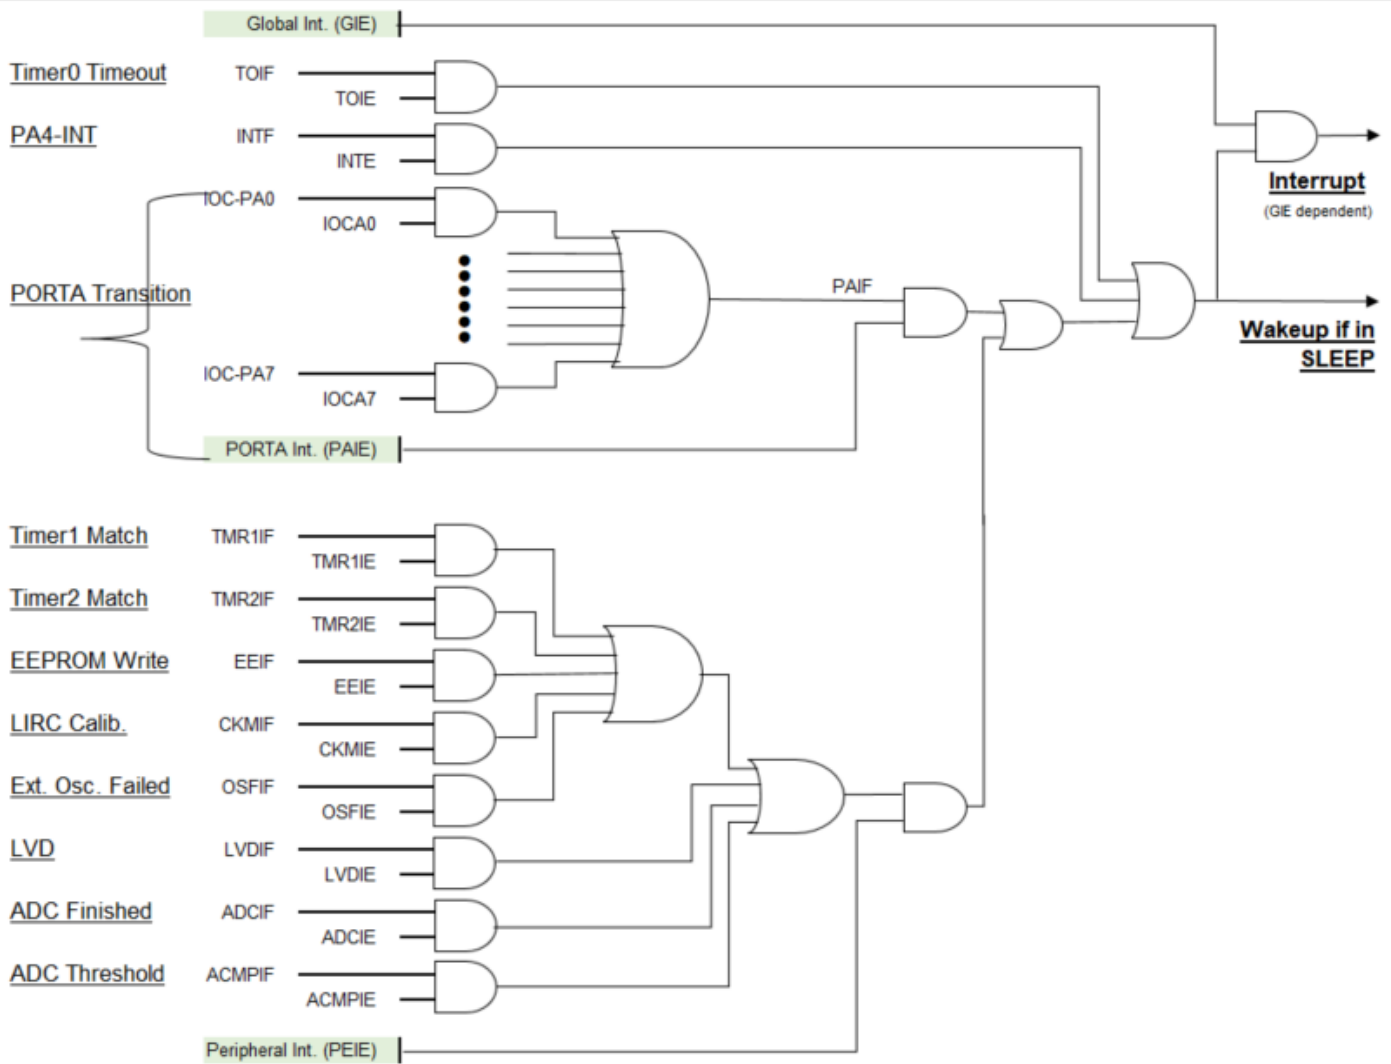 Global Int. (GIE)
Timer0 Timeout TOIF
TOIE
PA4-INT INTF
INTE
Interrupt
(GIE dependent)
IOC-PA0
IOCA0
PORTA Transition
PAIF
Wakeup if in
SLEEP
IOC-PA7
IOCA7
PORTA Int. (PAIE)
Timer1 Match TMR1IF
TMR1IE
Timer2 Match TMR2IF
TMR2IE
EEPROM Write EEIF
EEIE
LIRC Calib. CKMIF
CKMIE
Ext. Osc. Failed OSFIF
OSFIE
LVD LVDIF
LVDIE
ADC Finished ADCIF
ADCIE
ADC Threshold ACMPIF
ACMPIE
Peripheral Int. (PEIE)